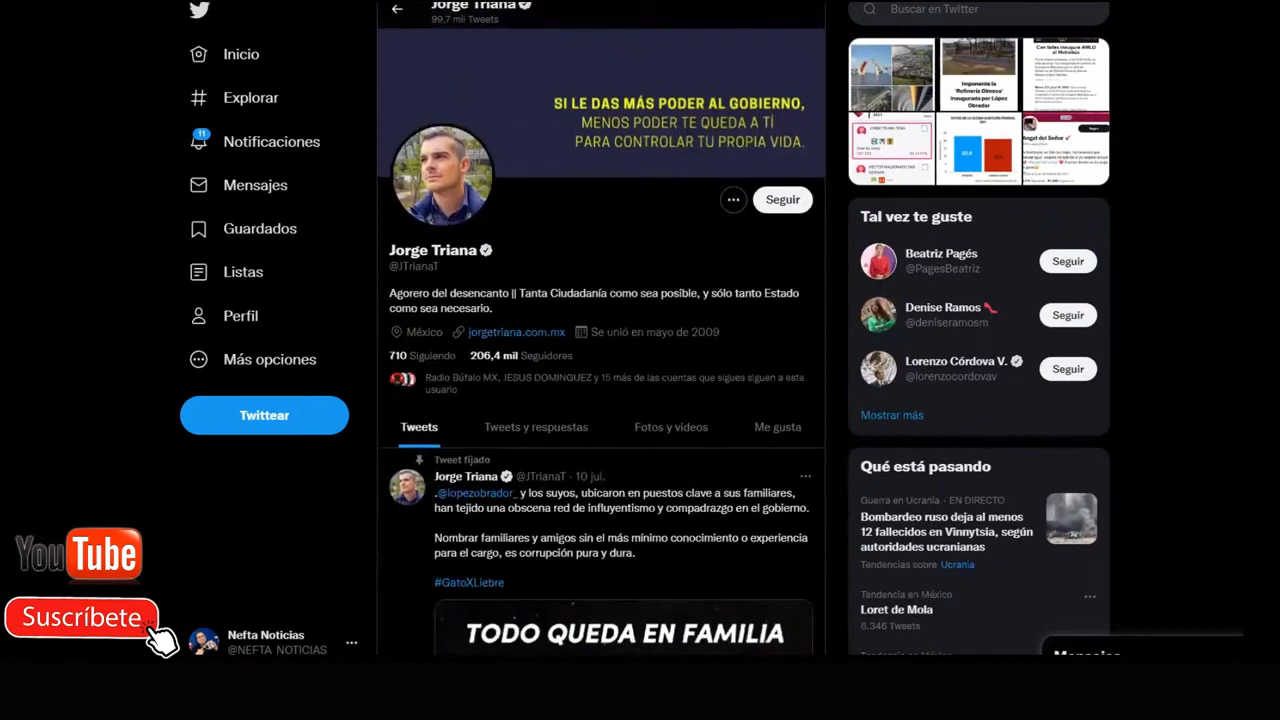 Inicio
Explorar
11
Notificaciones
Mensajes
Guardados
Listas
Perfil
Más opciones
Twittear
Nefta Noticias
@NEFTA NOTICIAS
YouTube
Suscríbete
Jorge Triana
99,7 mil Tweets
SI LE DAS MÁS PODER AL GOBIERNO,
MENOS PODER TE QUEDA A TÍ
PARA CONTROLAR TU PROPIA VIDA.
Seguir
Jorge Triana
@JTrianaT
Agorero del desencanto || Tanta Ciudadanía como sea posible, y sólo tanto Estado
como sea necesario.
México jorgetriana.com.mx Se unió en mayo de 2009
710 Siguiendo 206,4 mil Seguidores
Radio Búfalo MX, JESUS DOMINGUEZ y 15 más de las cuentas que sigues siguen a este
usuario
Tweets Tweets y respuestas Fotos y videos Me gusta
Tweet fijado
Jorge Triana @JTrianaT · 10 jul.
.@lopezobrador_ y los suyos, ubicaron en puestos clave a sus familiares,
han tejido una obscena red de influyentismo y compadrazgo en el gobierno.
Nombrar familiares y amigos sin el más mínimo conocimiento o experiencia
para el cargo, es corrupción pura y dura.
#GatoXLiebre
TODO QUEDA EN FAMILIA
Buscar en Twitter
Imponente la
'Refinería Olmeca'
inaugurada por López
Obrador
Con fallas inaugura AMLO
el Metrobús
Angel del Señor
Tal vez te guste
Beatriz Pagés
@PagesBeatriz
Seguir
Denise Ramos
@deniseramosm
Seguir
Lorenzo Córdova V.
@lorenzocordovav
Seguir
Mostrar más
Qué está pasando
Guerra en Ucrania · EN DIRECTO
Bombardeo ruso deja al menos
12 fallecidos en Vinnytsia, según
autoridades ucranianas
Tendencias sobre Ucrania
Tendencia en México
Loret de Mola
6.346 Tweets